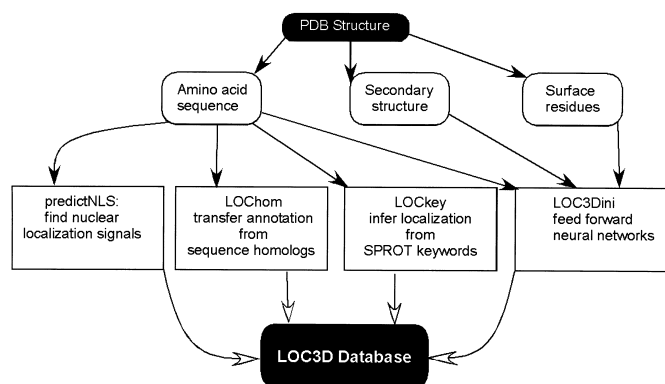 PDB Structure
Amino acid
sequence
Secondary
structure
Surface
residues
predictNLS:
find nuclear
localization signals
LOChom
transfer annotation
from
sequence homologs
LOCkey
infer localization
from
SPROT keywords
LOC3Dini
feed forward
neural networks
LOC3D Database